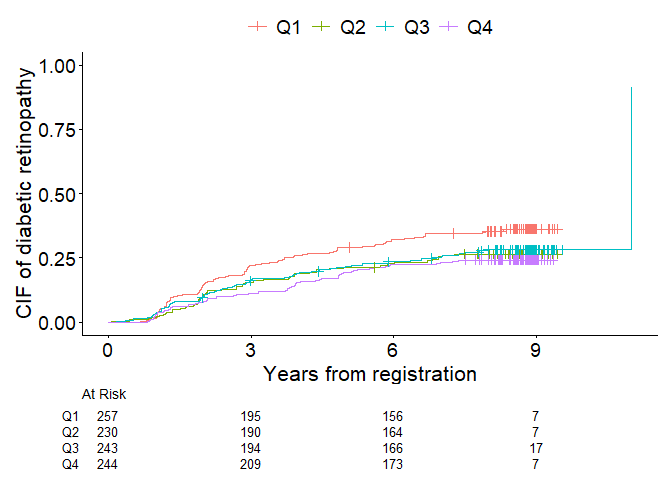 Q1 Q2 Q3 Q4
CIF of diabetic retinopathy
1.00
0.75
0.50
0.25
0.00
0 3 6 9
Years from registration
At Risk
Q1 257 195 156 7
Q2 230 190 164 7
Q3 243 194 166 17
Q4 244 209 173 7